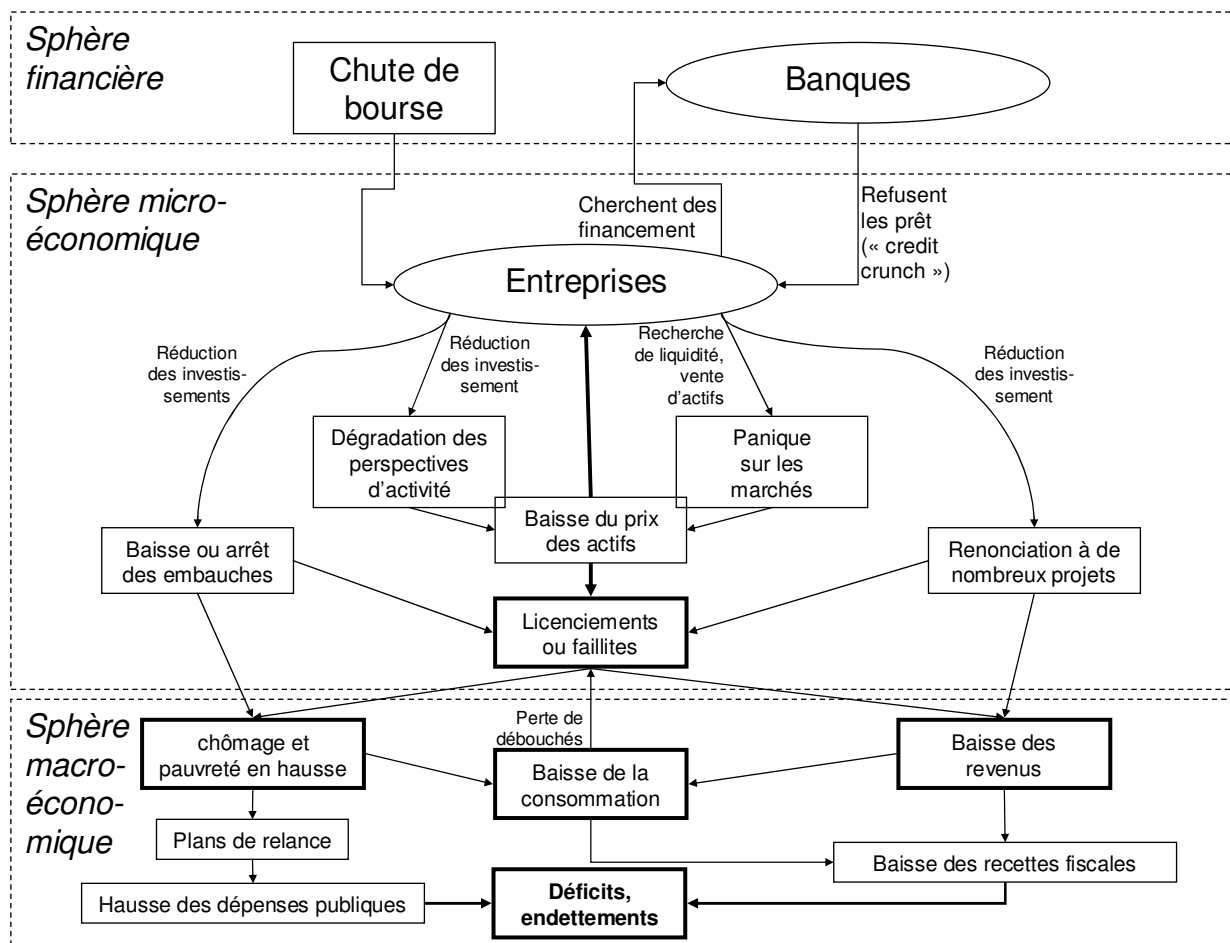 Sphère
financière
Chute de
bourse
Banques
Sphère micro-
économique
Cherchent des
financement
Refusent
les prêt
(« credit
crunch »)
Entreprises
Réduction
des investis-
sements
Réduction
des investis-
sement
Recherche
de liquidité,
vente
d’actifs
Réduction
des investis-
sement
Dégradation des
perspectives
d’activité
Panique
sur les
marchés
Baisse du prix
des actifs
Baisse ou arrêt
des embauches
Renonciation à de
nombreux projets
Licenciements
ou faillites
Sphère
macro-
écono-
mique
Perte de
débouchés
chômage et
pauvreté en hausse
Baisse de la
consommation
Baisse des
revenus
Plans de relance
Baisse des recettes fiscales
Hausse des dépenses publiques
Déficits,
endettements